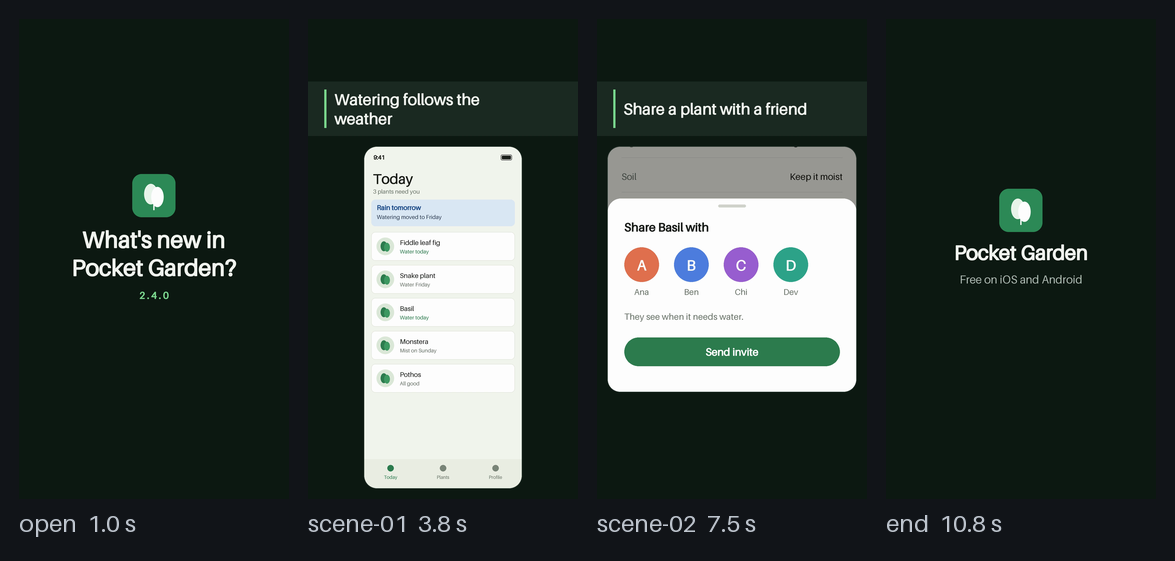 What's new in
Pocket Garden?
2.4.0
open 1.0 s
Watering follows the
weather
9:41
Today
3 plants need you
Rain tomorrow
Watering moved to Friday
Fiddle leaf fig
Water today
Snake plant
Water Friday
Basil
Water today
Monstera
Mist on Sunday
Pothos
All good
Today
Plants
Profile
scene-01 3.8 s
Share a plant with a friend
Soil
Keep it moist
Share Basil with
A
B
C
D
Ana
Ben
Chi
Dev
They see when it needs water.
Send invite
scene-02 7.5 s
Pocket Garden
Free on iOS and Android
end 10.8 s